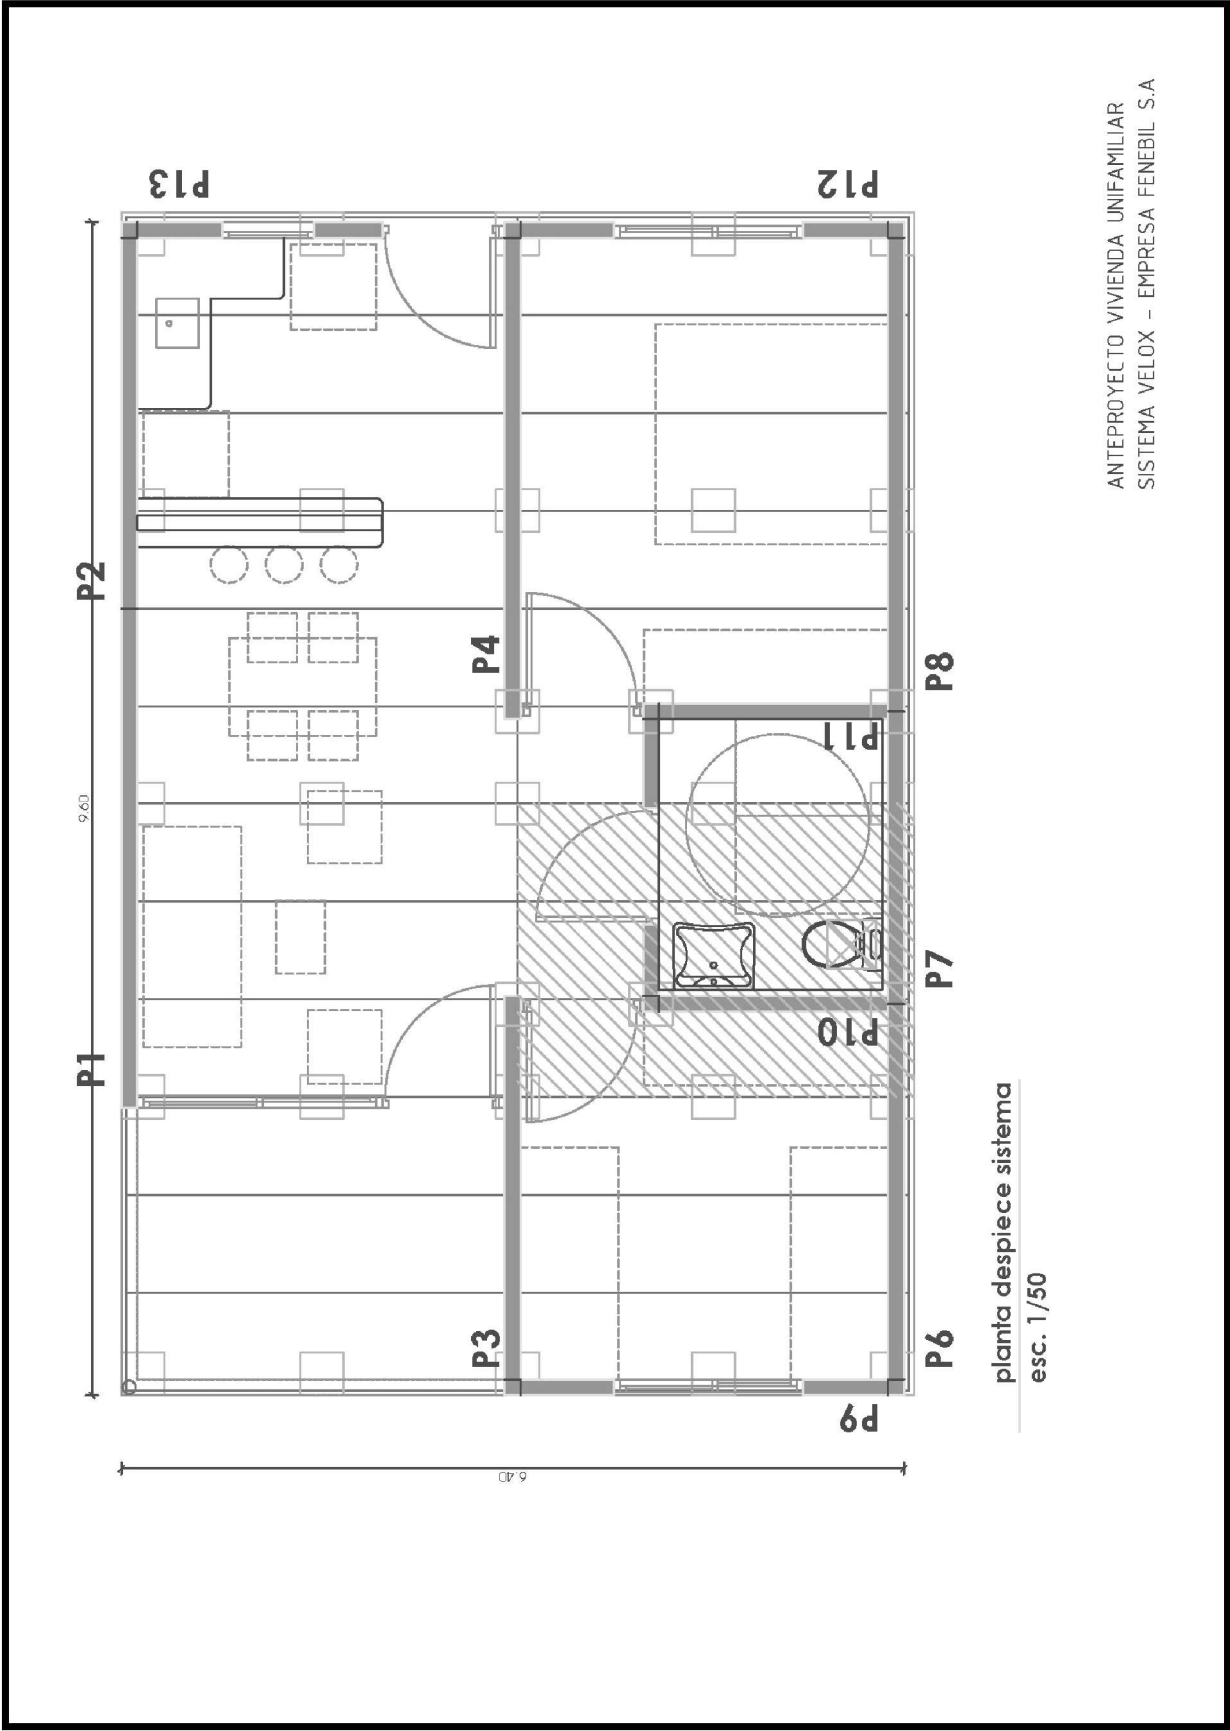 P1
P2
9.60
P13
P12
P4
P3
P8
P11
P7
P10
P6
P9
6.40
planta despiece sistema
esc. 1/50
ANTEPROYECTO VIVIENDA UNIFAMILIAR
SISTEMA VELOX – EMPRESA FENEBIL S.A